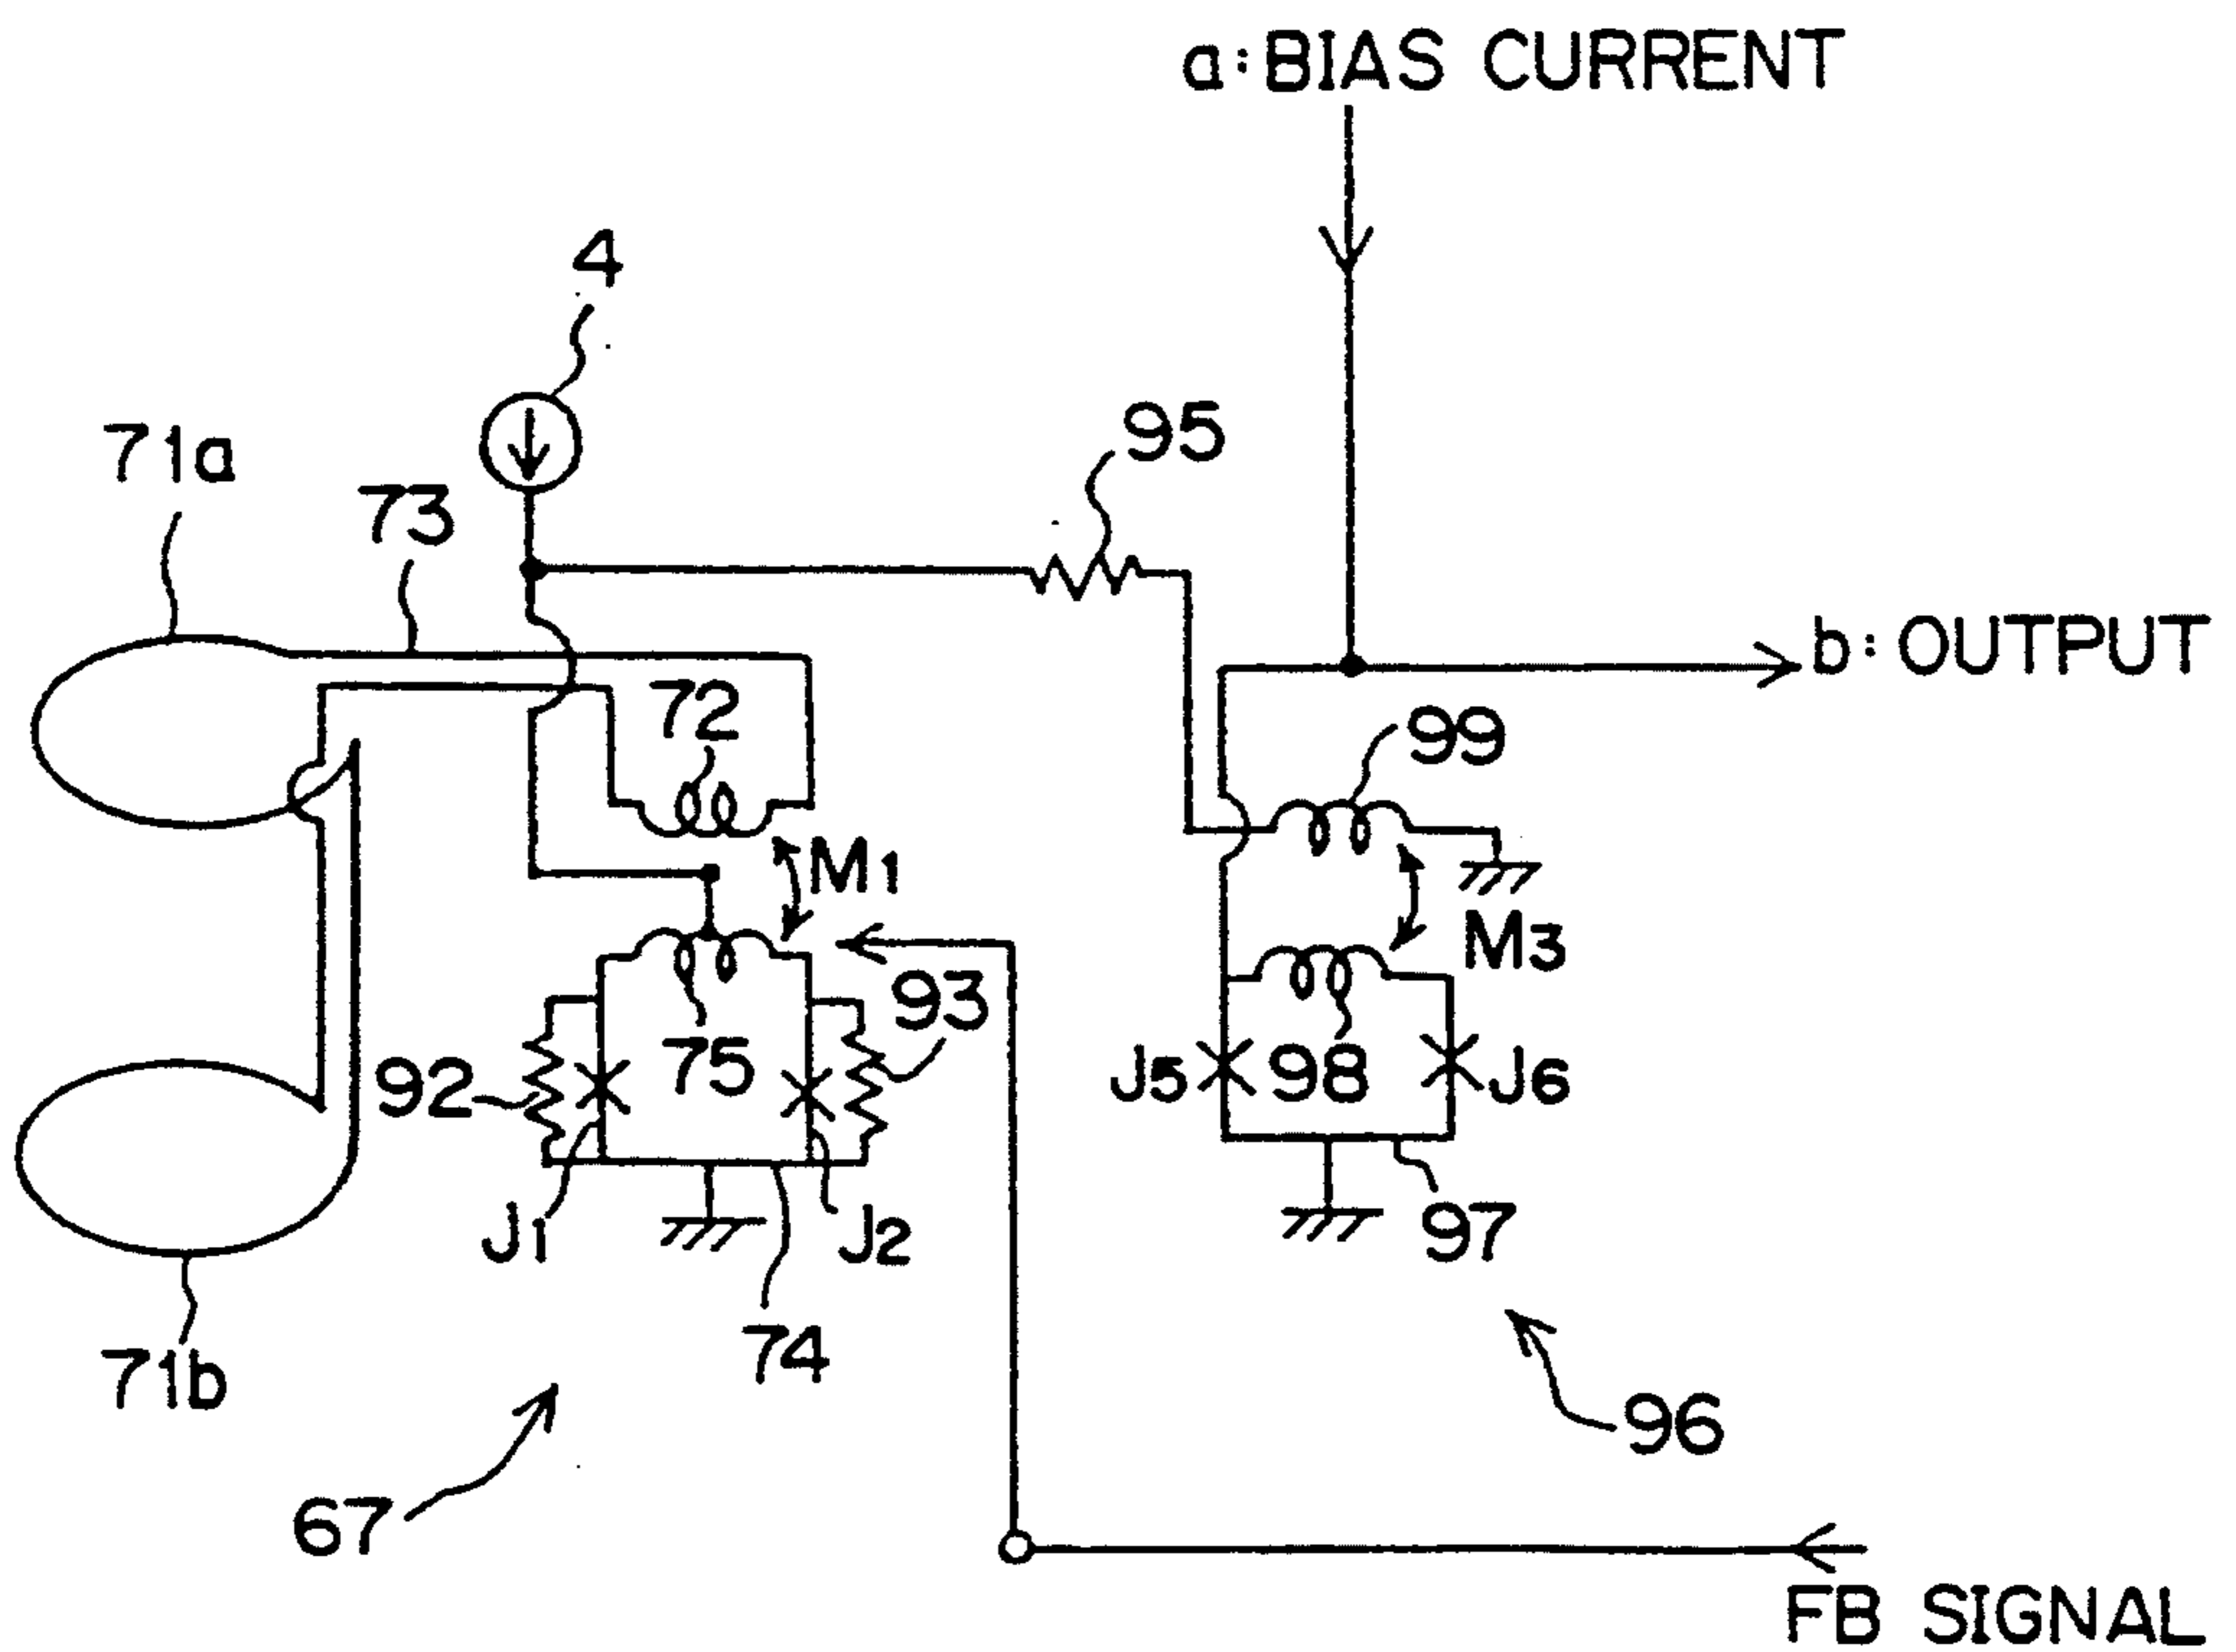 a: BIAS CURRENT
4
95
71a
73
b: OUTPUT
72
99
M1
M3
93
75
92
J5
98
J6
J1
J2
97
74
71b
96
67
FB SIGNAL